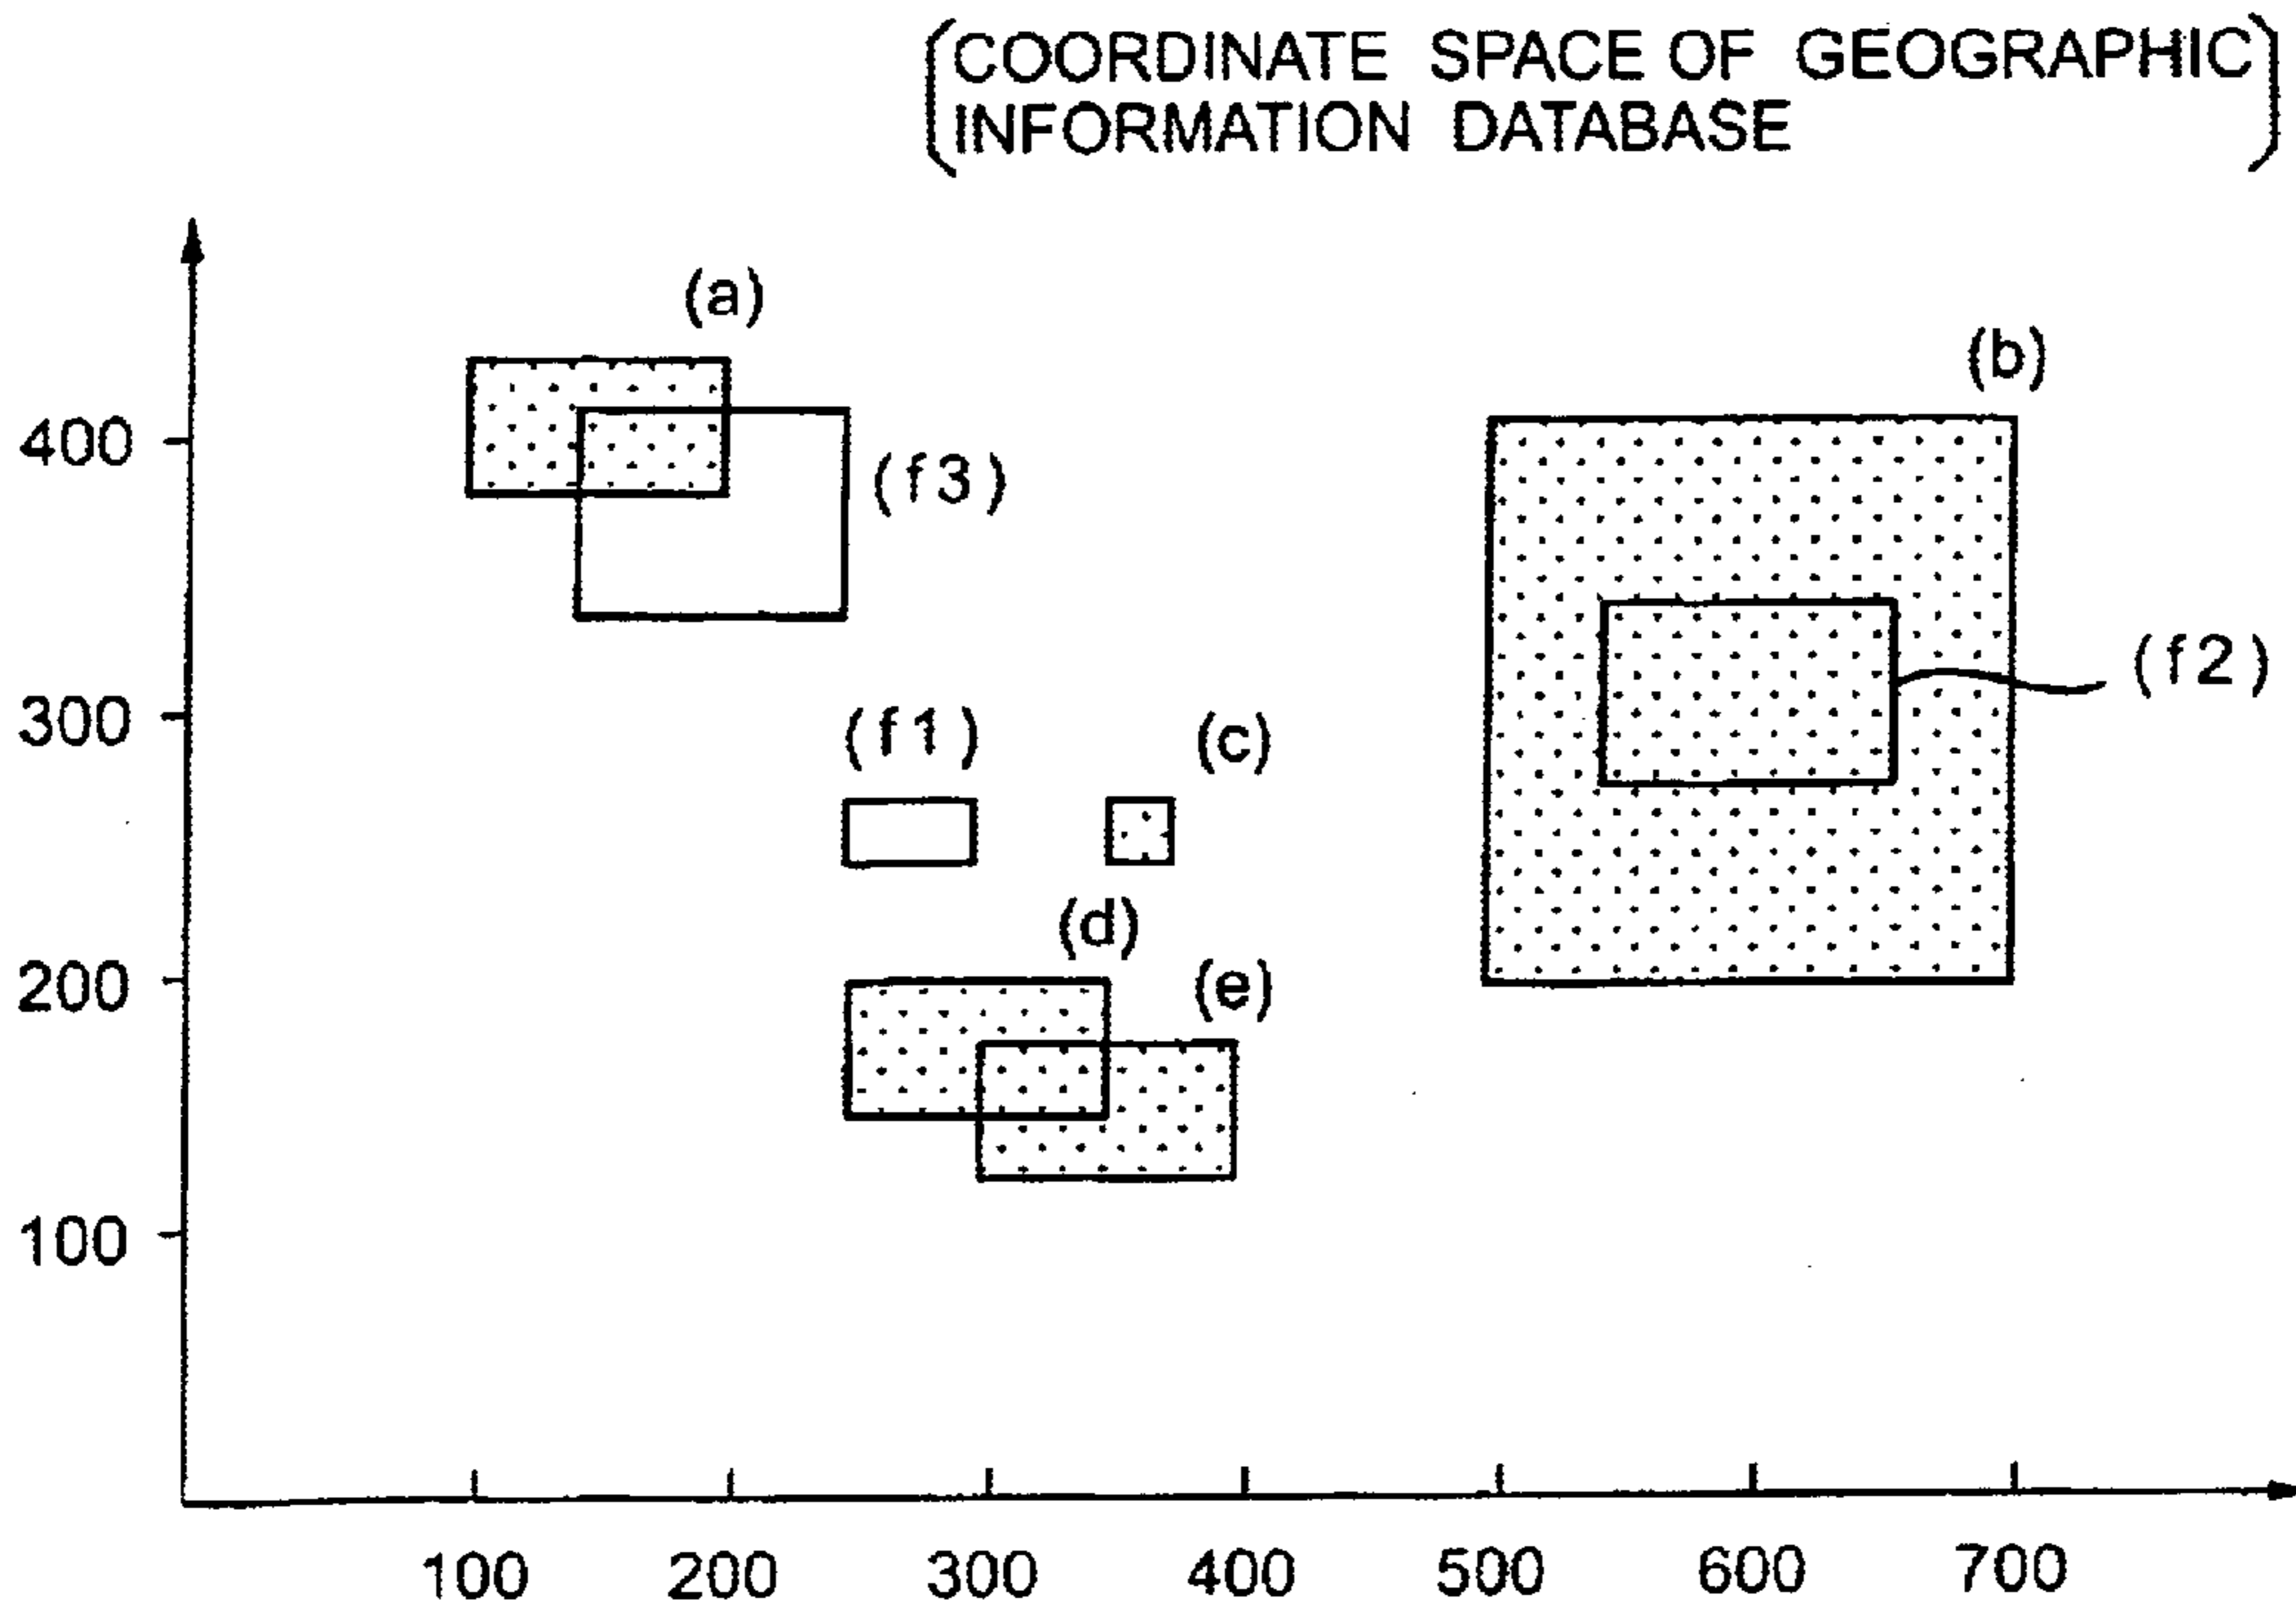 COORDINATE SPACE OF GEOGRAPHIC
INFORMATION DATABASE
(a)
(b)
400
(f3)
(f2)
300
(f1)
(c)
(d)
200
(e)
100
100 200 300 400 500 600 700